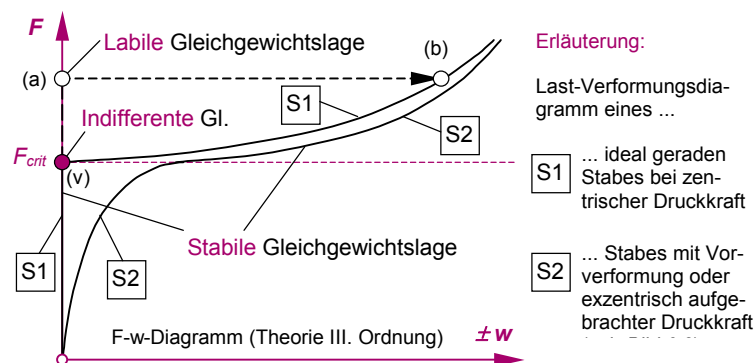 F
Labile Gleichgewichtslage
(a)
(b)
S1
S2
Indifferente Gl.
F crit
(v)
Stabile Gleichgewichtslage
S1
S2
F-w-Diagramm (Theorie III. Ordnung)
± w
Erläuterung:
Last-Verformungsdia-
gramm eines ...
S1
... ideal geraden
Stabes bei zen-
trischer Druckkraft
S2
... Stabes mit Vor-
verformung oder
exzentrisch aufge-
brachter Druckkraft